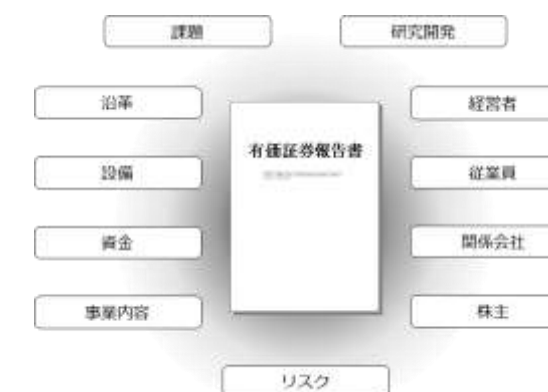 課題
研究開発
沿革
経営者
有価証券報告書
設備
従業員
資金
関係会社
事業内容
株主
リスク